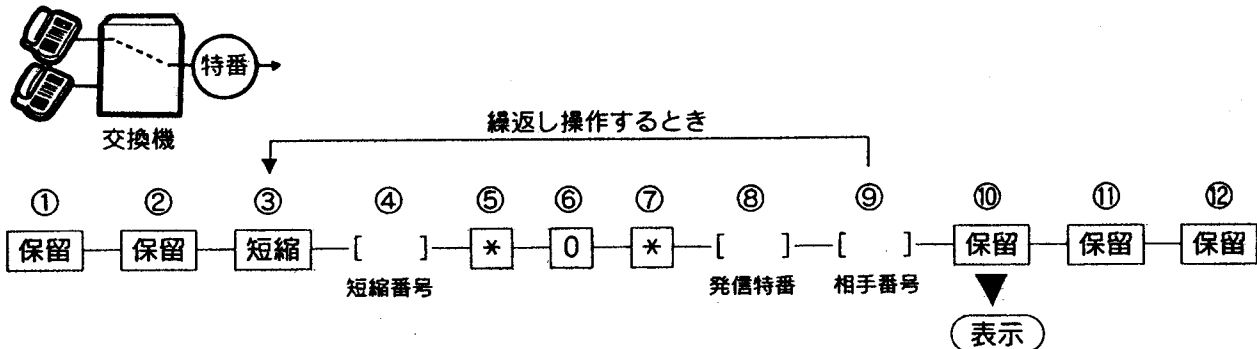 特番
交換機
繰返し操作するとき
① ② ③ ④ ⑤ ⑥ ⑦ ⑧ ⑨ ⑩ ⑪ ⑫
保留 保留 短縮 [ ] * 0 * [ ] [ ] 保留 保留 保留
短縮番号 発信特番 相手番号
表示